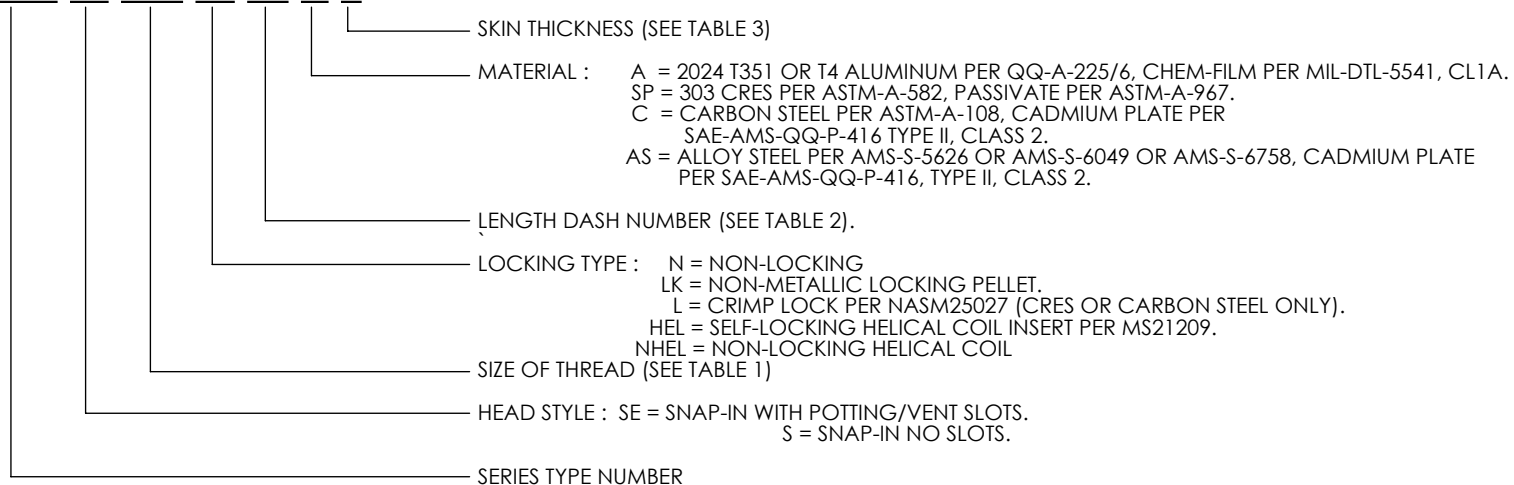 SKIN THICKNESS (SEE TABLE 3)
MATERIAL : A = 2024 T351 OR T4 ALUMINUM PER QQ-A-225/6, CHEM-FILM PER MIL-DTL-5541, CL1A.
SP = 303 CRES PER ASTM-A-582, PASSIVATE PER ASTM-A-967.
C = CARBON STEEL PER ASTM-A-108, CADMIUM PLATE PER
SAE-AMS-QQ-P-416 TYPE II, CLASS 2.
AS = ALLOY STEEL PER AMS-S-5626 OR AMS-S-6049 OR AMS-S-6758, CADMIUM PLATE
PER SAE-AMS-QQ-P-416, TYPE II, CLASS 2.
LENGTH DASH NUMBER (SEE TABLE 2).
`
LOCKING TYPE : N = NON-LOCKING
LK = NON-METALLIC LOCKING PELLET.
L = CRIMP LOCK PER NASM25027 (CRES OR CARBON STEEL ONLY).
HEL = SELF-LOCKING HELICAL COIL INSERT PER MS21209.
NHEL = NON-LOCKING HELICAL COIL
SIZE OF THREAD (SEE TABLE 1)
HEAD STYLE : SE = SNAP-IN WITH POTTING/VENT SLOTS.
S = SNAP-IN NO SLOTS.
SERIES TYPE NUMBER